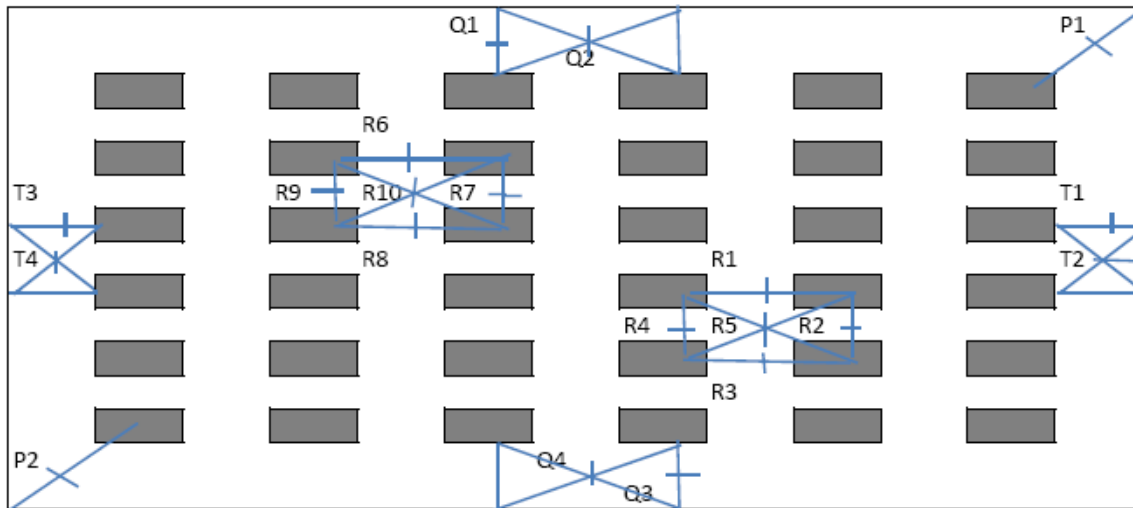 Q1 P1
Q2
R6
T3 R9 R10 R7 T1
T4 R8 R1 T2
R4 R5 R2
R3
P2 Q4
Q3